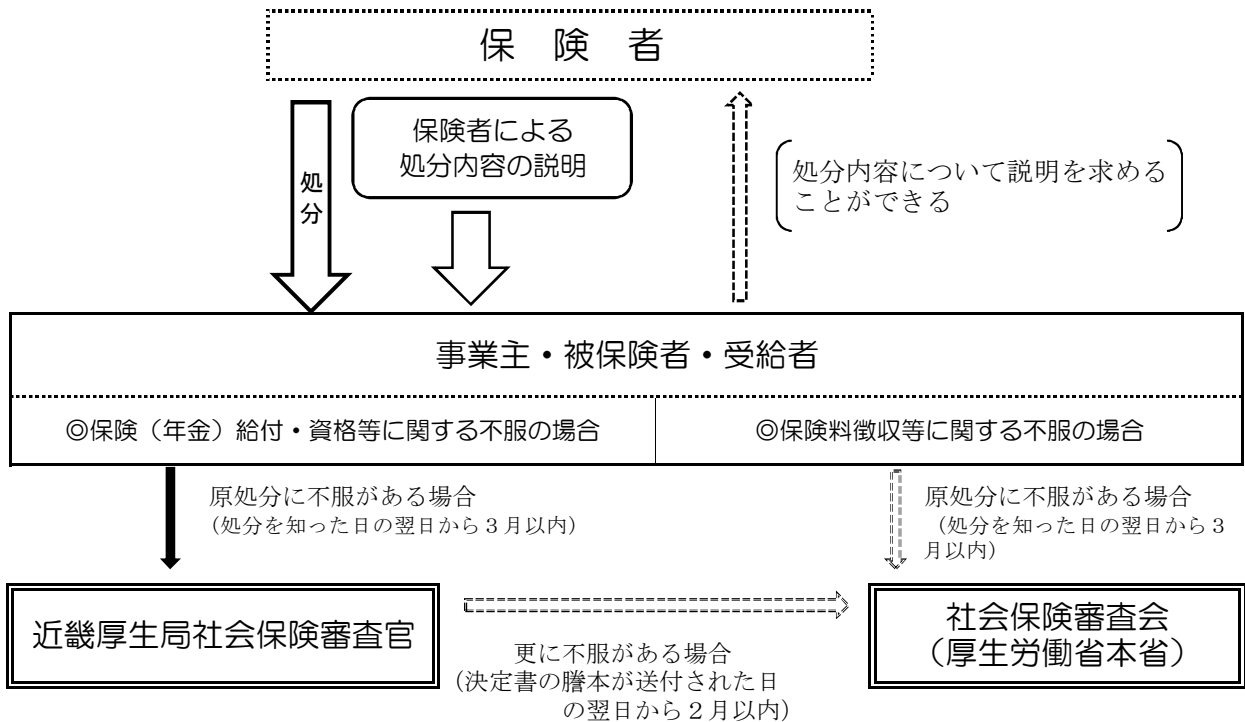 保　険　者
処分
保険者による
処分内容の説明
処分内容について説明を求める
ことができる
事業主・被保険者・受給者
◎保険（年金）給付・資格等に関する不服の場合
◎保険料徴収等に関する不服の場合
原処分に不服がある場合
（処分を知った日の翌日から３月以内）
原処分に不服がある場合
（処分を知った日の翌日から３
月以内）
近畿厚生局社会保険審査官
更に不服がある場合
（決定書の謄本が送付された日
の翌日から２月以内）
社会保険審査会
（厚生労働省本省）